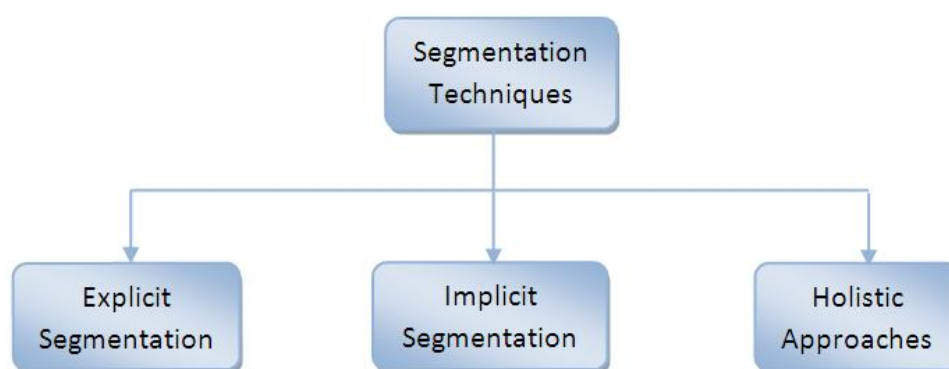 Segmentation
Techniques
Explicit
Segmentation
Implicit
Segmentation
Holistic
Approaches